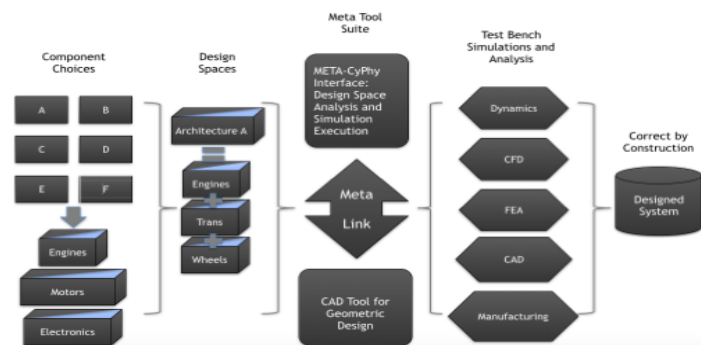 Component
Choices
A
B
C
D
E
F
Engines
Motors
Electronics
Design
Spaces
Architecture A
Engines
Trans
Wheels
Meta Tool
Suite
META-CyPhy
Interface:
Design Space
Analysis and
Simulation
Execution
Meta
Link
CAD Tool for
Geometric
Design
Test Bench
Simulations and
Analysis
Dynamics
CFD
FEA
CAD
Manufacturing
Correct by
Construction
Designed
System